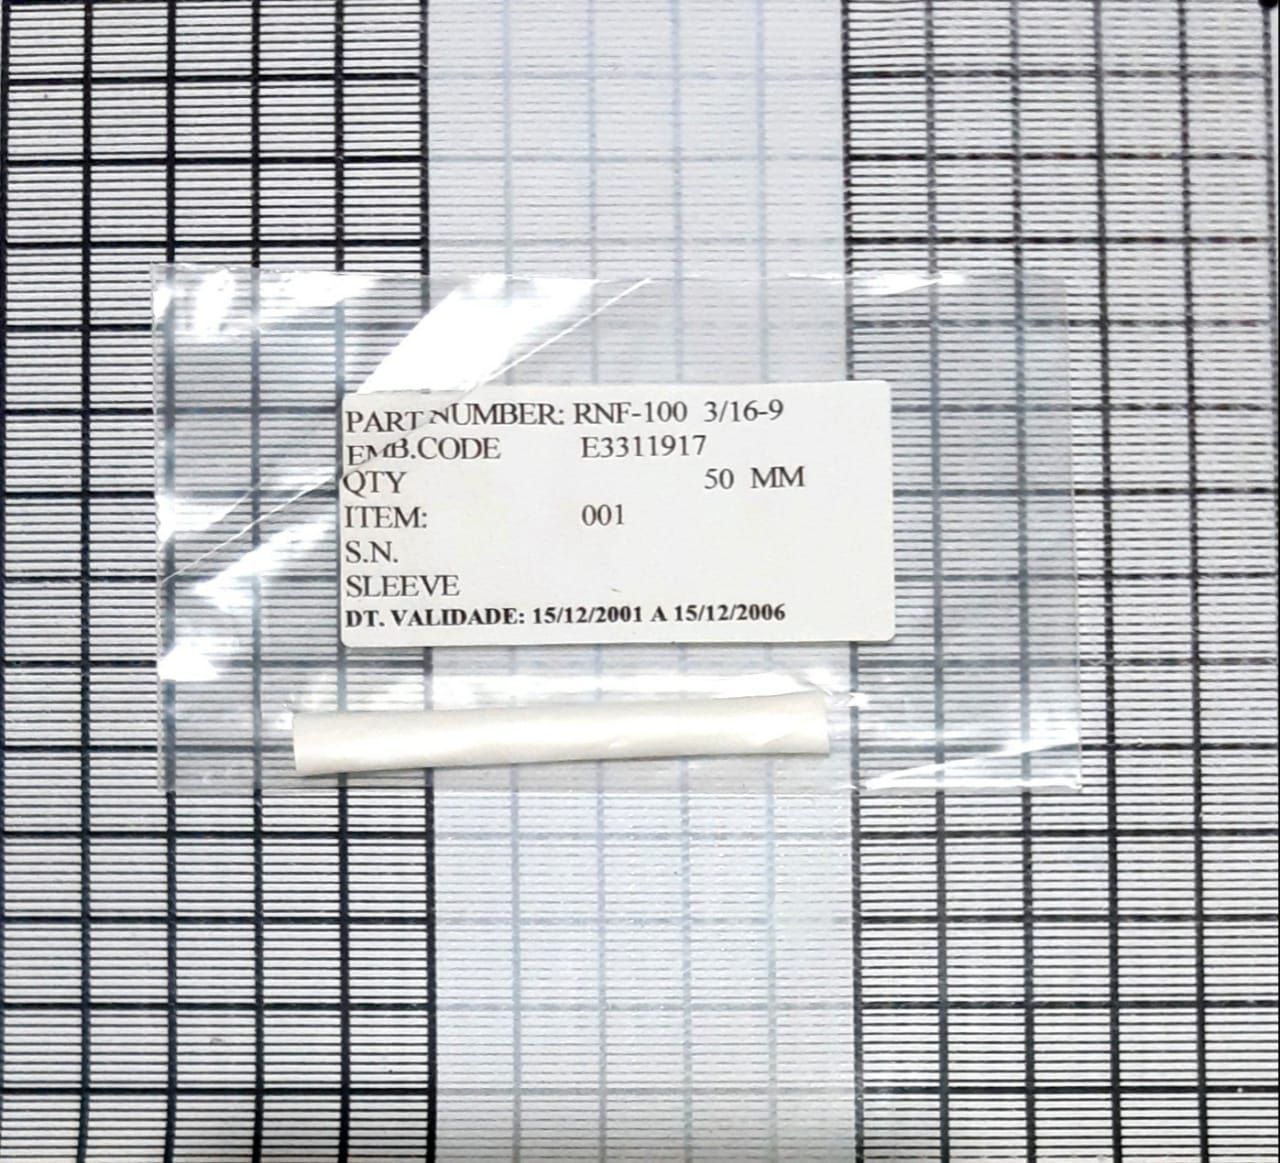 PART NUMBER: RNF-100 3/16-9
EMB.CODE E3311917
QTY 50 MM
ITEM: 001
S.N.
SLEEVE
DT. VALIDADE: 15/12/2001 A 15/12/2006